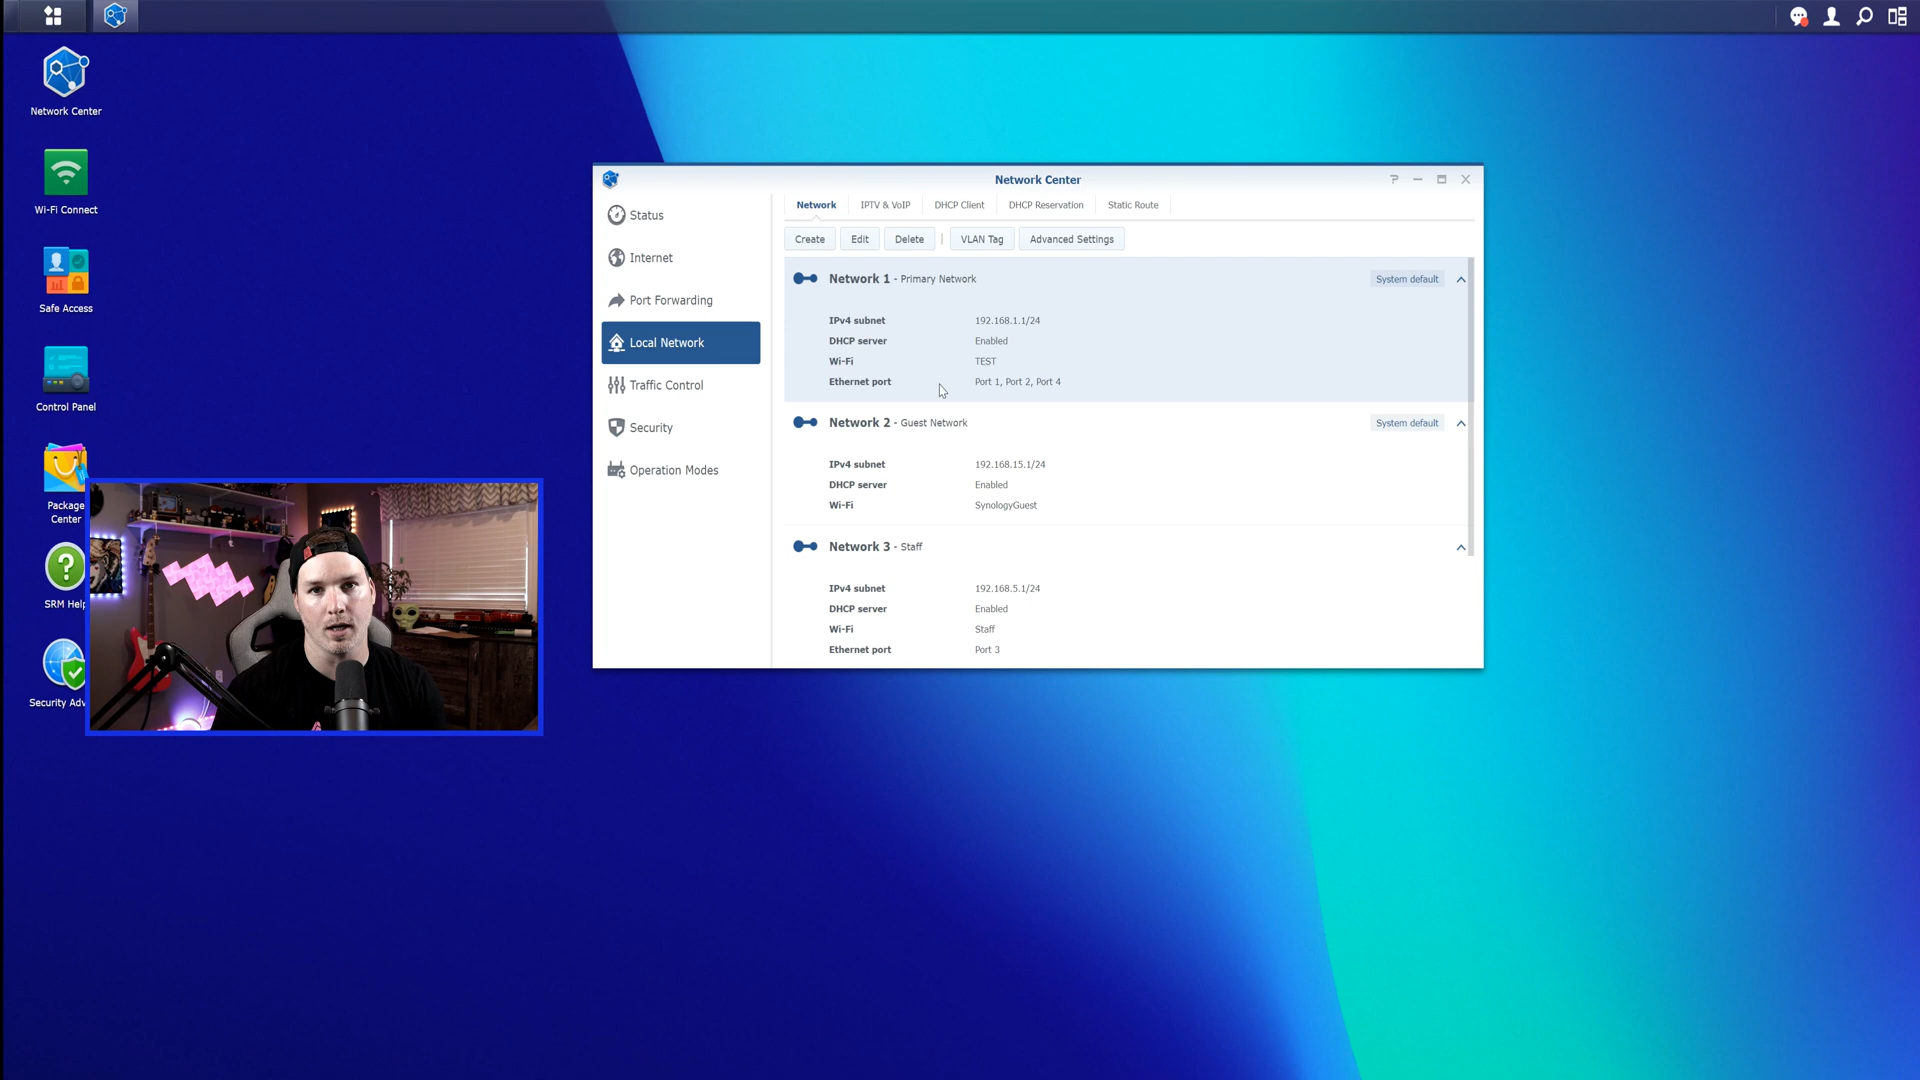 Network Center
Wi-Fi Connect
Safe Access
Control Panel
Package
Center
SRM Help
Security Adv
Network Center
Status
Internet
Port Forwarding
Local Network
Traffic Control
Security
Operation Modes
Network IPTV & VoIP DHCP Client DHCP Reservation Static Route
Create Edit Delete VLAN Tag Advanced Settings
Network 1 - Primary Network System default
IPv4 subnet 192.168.1.1/24
DHCP server Enabled
Wi-Fi TEST
Ethernet port Port 1, Port 2, Port 4
Network 2 - Guest Network System default
IPv4 subnet 192.168.15.1/24
DHCP server Enabled
Wi-Fi SynologyGuest
Network 3 - Staff
IPv4 subnet 192.168.5.1/24
DHCP server Enabled
Wi-Fi Staff
Ethernet port Port 3